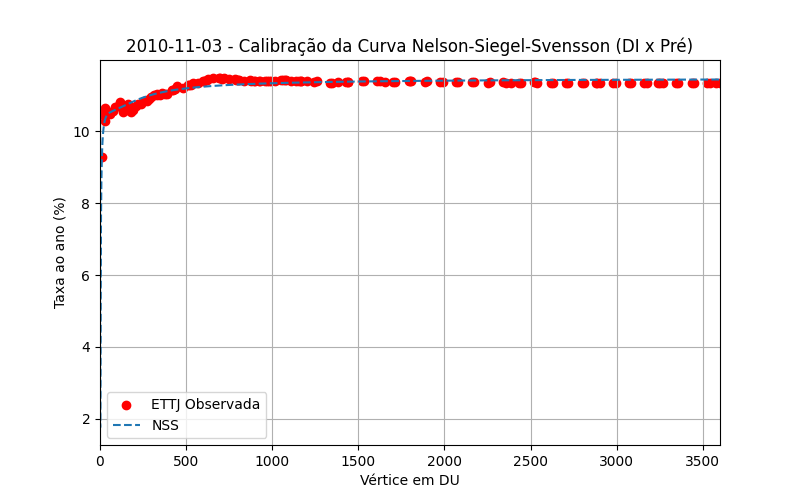 2010-11-03 - Calibração da Curva Nelson-Siegel-Svensson (DI x Pré)
Taxa ao ano (%)
10
8
6
4
2
ETTJ Observada
NSS
0 500 1000 1500 2000 2500 3000 3500
Vértice em DU